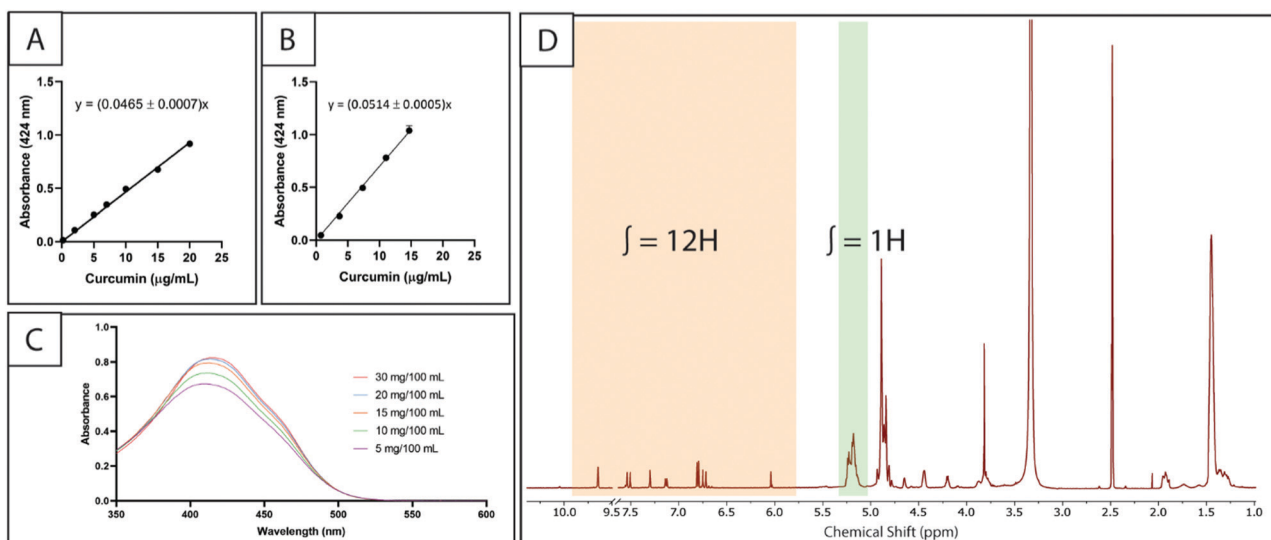 A
y = (0.0465 ± 0.0007)x
Absorbance (424 nm)
1.5
1.0
0.5
0.0
0 5 10 15 20 25
Curcumin (μg/mL)
B
y = (0.0514 ± 0.0005)x
Absorbance (424 nm)
1.5
1.0
0.5
0.0
0 5 10 15 20 25
Curcumin (μg/mL)
C
Absorbance
1.0
0.8
0.6
0.4
0.2
0.0
350 400 450 500 550 600
Wavelength (nm)
30 mg/100 mL
20 mg/100 mL
15 mg/100 mL
10 mg/100 mL
5 mg/100 mL
D
∫ = 12H
∫ = 1H
10.0 9.5 7.5 7.0 6.5 6.0 5.5 5.0 4.5 4.0 3.5 3.0 2.5 2.0 1.5 1.0
Chemical Shift (ppm)